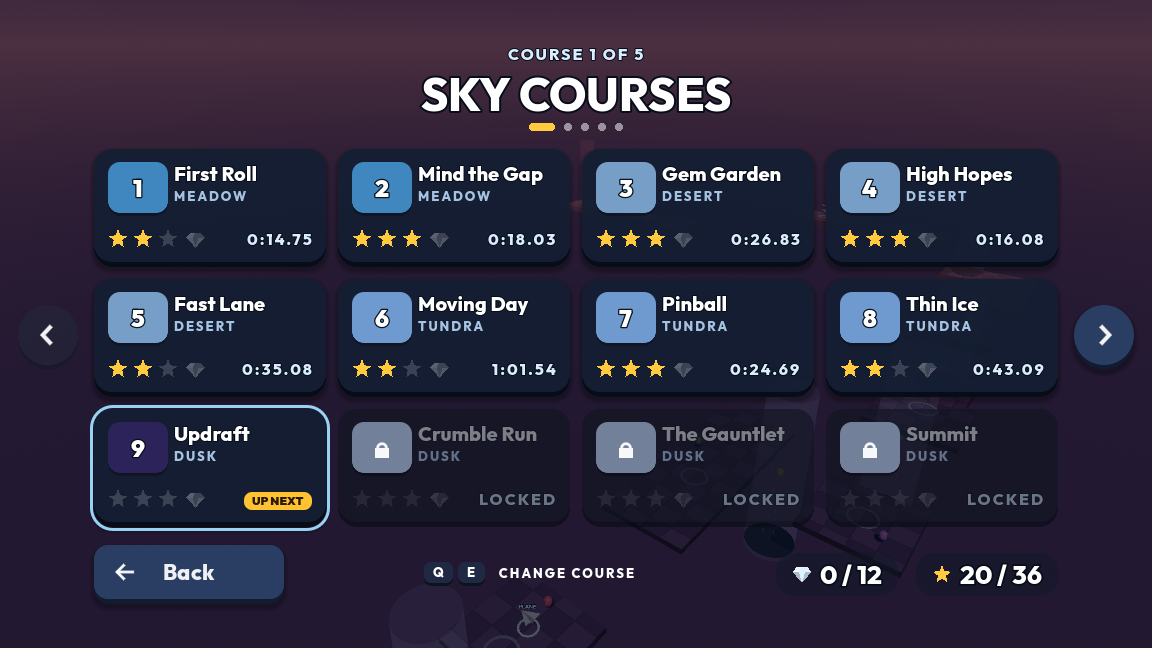 COURSE 1 OF 5
SKY COURSES
1 First Roll
MEADOW
0:14.75
2 Mind the Gap
MEADOW
0:18.03
3 Gem Garden
DESERT
0:26.83
4 High Hopes
DESERT
0:16.08
5 Fast Lane
DESERT
0:35.08
6 Moving Day
TUNDRA
1:01.54
7 Pinball
TUNDRA
0:24.69
8 Thin Ice
TUNDRA
0:43.09
9 Updraft
DUSK
UP NEXT
Crumble Run
DUSK
LOCKED
The Gauntlet
DUSK
LOCKED
Summit
DUSK
LOCKED
Back
Q E CHANGE COURSE
0 / 12
20 / 36
PLANE